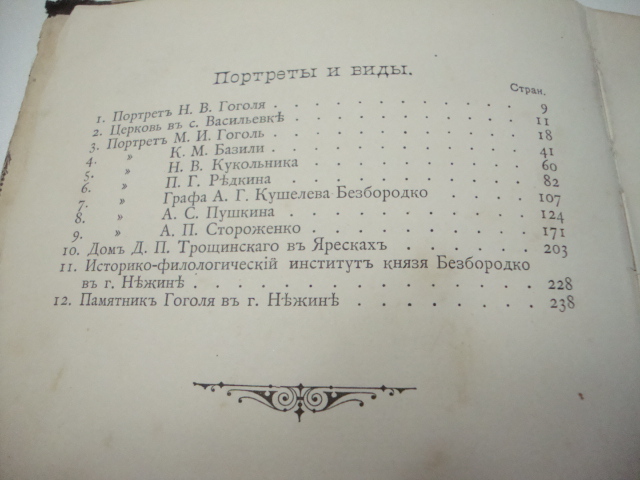 Портреты и виды.
Стран.
1. Портретъ Н. В. Гоголя . . . . . . . . . . . . 9
2. Церковь въ с. Васильевкѣ . . . . . . . . . . . 11
3. Портретъ М. И. Гоголь . . . . . . . . . . . . 18
4. » К. М. Базили . . . . . . . . . . . . 41
5. » Н. В. Кукольника . . . . . . . . . . 60
6. » П. Г. Рѣдкина . . . . . . . . . . . 82
7. » Графа А. Г. Кушелева Безбородко . . . . 107
8. » А. С. Пушкина . . . . . . . . . . . 124
9. » А. П. Стороженко . . . . . . . . . . 171
10. Домъ Д. П. Трощинскаго въ Яреськахъ . . . . . . 203
11. Историко-филологическій институтъ князя Безбородко
въ г. Нѣжинѣ . . . . . . . . . . . . . . . 228
12. Памятникъ Гоголя въ г. Нѣжинѣ . . . . . . . . 238